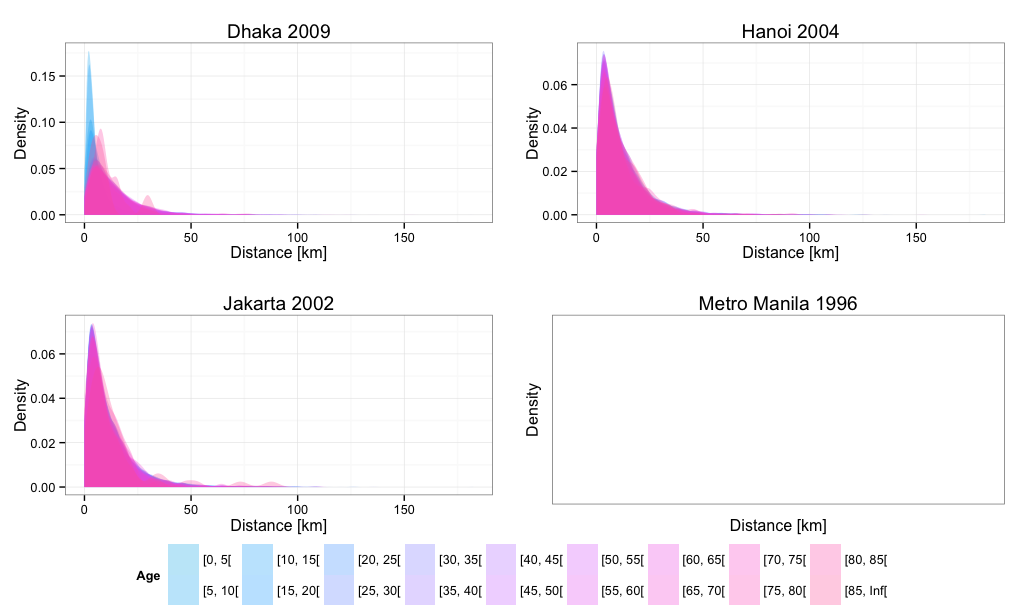 Dhaka 2009
Density
0.15
0.10
0.05
0.00
0 50 100 150
Distance [km]
Hanoi 2004
Density
0.06
0.04
0.02
0.00
0 50 100 150
Distance [km]
Jakarta 2002
Density
0.06
0.04
0.02
0.00
0 50 100 150
Distance [km]
Metro Manila 1996
Density
Distance [km]
Age
[0, 5[ [10, 15[ [20, 25[ [30, 35[ [40, 45[ [50, 55[ [60, 65[ [70, 75[ [80, 85[
[5, 10[ [15, 20[ [25, 30[ [35, 40[ [45, 50[ [55, 60[ [65, 70[ [75, 80[ [85, Inf[